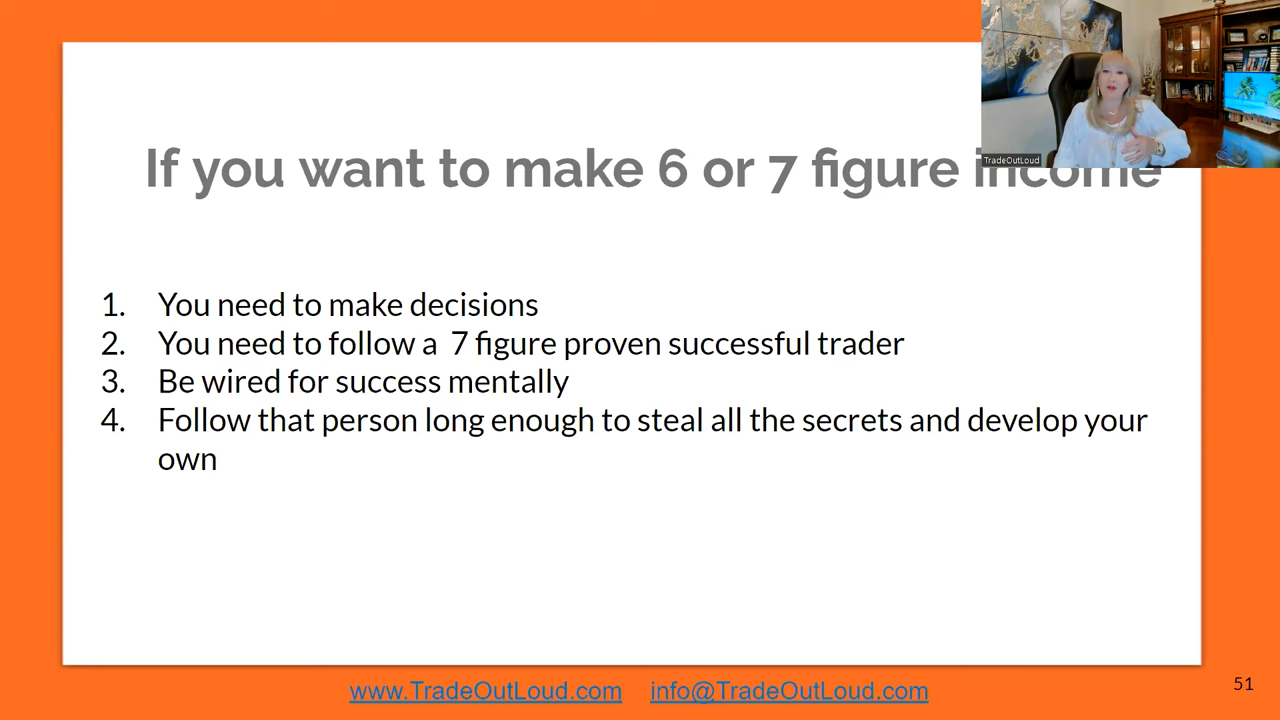 If you want to make 6 or 7 figure income
TradeOutLoud
1. You need to make decisions
2. You need to follow a  7 figure proven successful trader
3. Be wired for success mentally
4. Follow that person long enough to steal all the secrets and develop your
own
www.TradeOutLoud.com info@TradeOutLoud.com
51